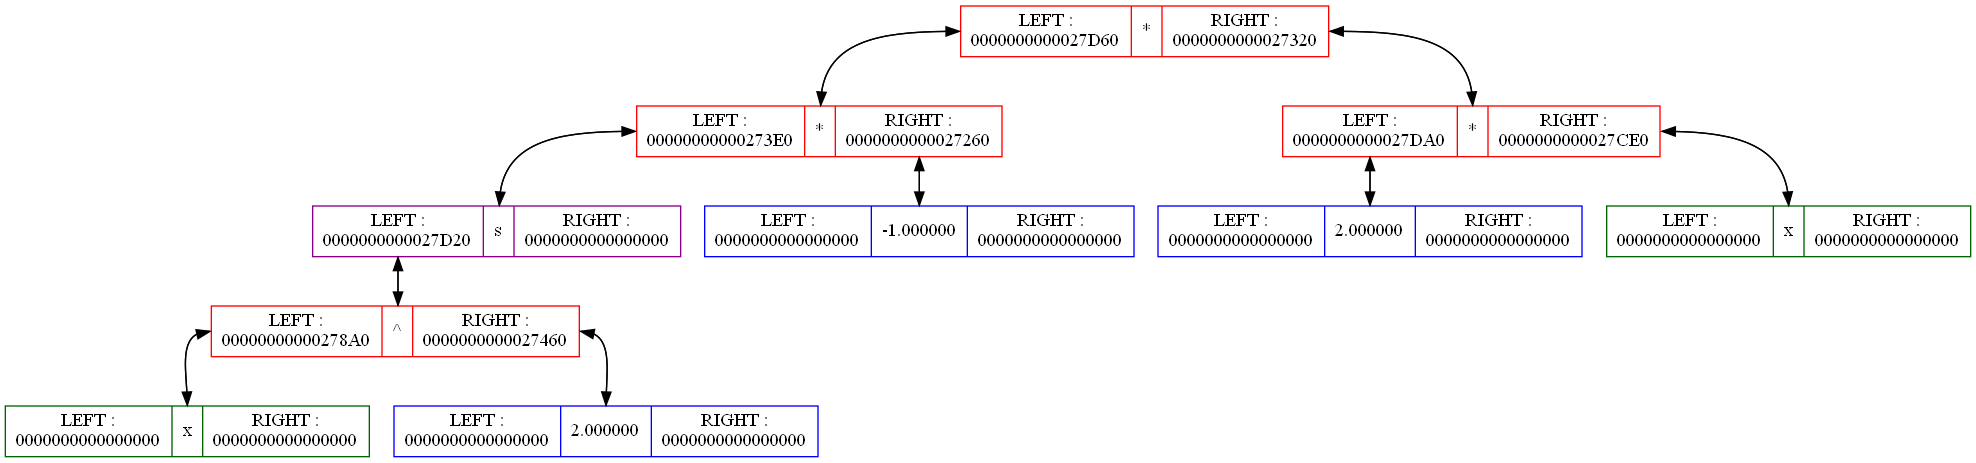 LEFT : * RIGHT :
0000000000027D60 0000000000027320
LEFT : * RIGHT :
00000000000273E0 0000000000027260
LEFT : * RIGHT :
0000000000027DA0 0000000000027CE0
LEFT : s RIGHT :
0000000000027D20 0000000000000000
LEFT : -1.000000 RIGHT :
0000000000000000 0000000000000000
LEFT : 2.000000 RIGHT :
0000000000000000 0000000000000000
LEFT : x RIGHT :
0000000000000000 0000000000000000
LEFT : ^ RIGHT :
00000000000278A0 0000000000027460
LEFT : x RIGHT :
0000000000000000 0000000000000000
LEFT : 2.000000 RIGHT :
0000000000000000 0000000000000000